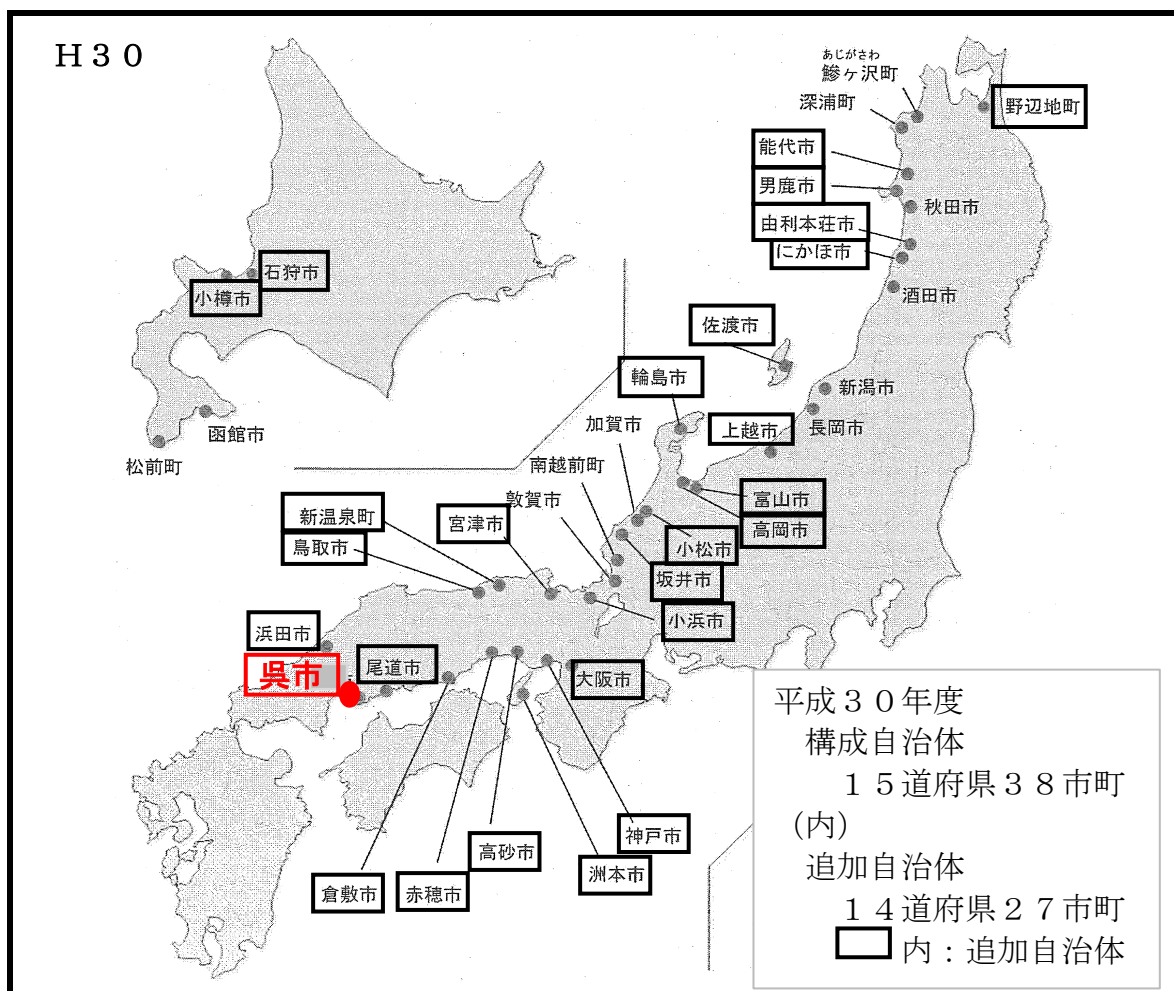 Ｈ３０
あじがさわ
鰺ヶ沢町
深浦町
野辺地町
能代市
男鹿市
秋田市
由利本荘市
にかほ市
酒田市
石狩市
小樽市
佐渡市
輪島市
新潟市
加賀市
上越市
長岡市
函館市
松前町
南越前町
敦賀市
富山市
新温泉町
宮津市
高岡市
鳥取市
小松市
坂井市
小浜市
浜田市
呉市
尾道市
大阪市
神戸市
高砂市
洲本市
倉敷市
赤穂市
平成３０年度
構成自治体
１５道府県３８市町
（内）
追加自治体
１４道府県２７市町
内：追加自治体